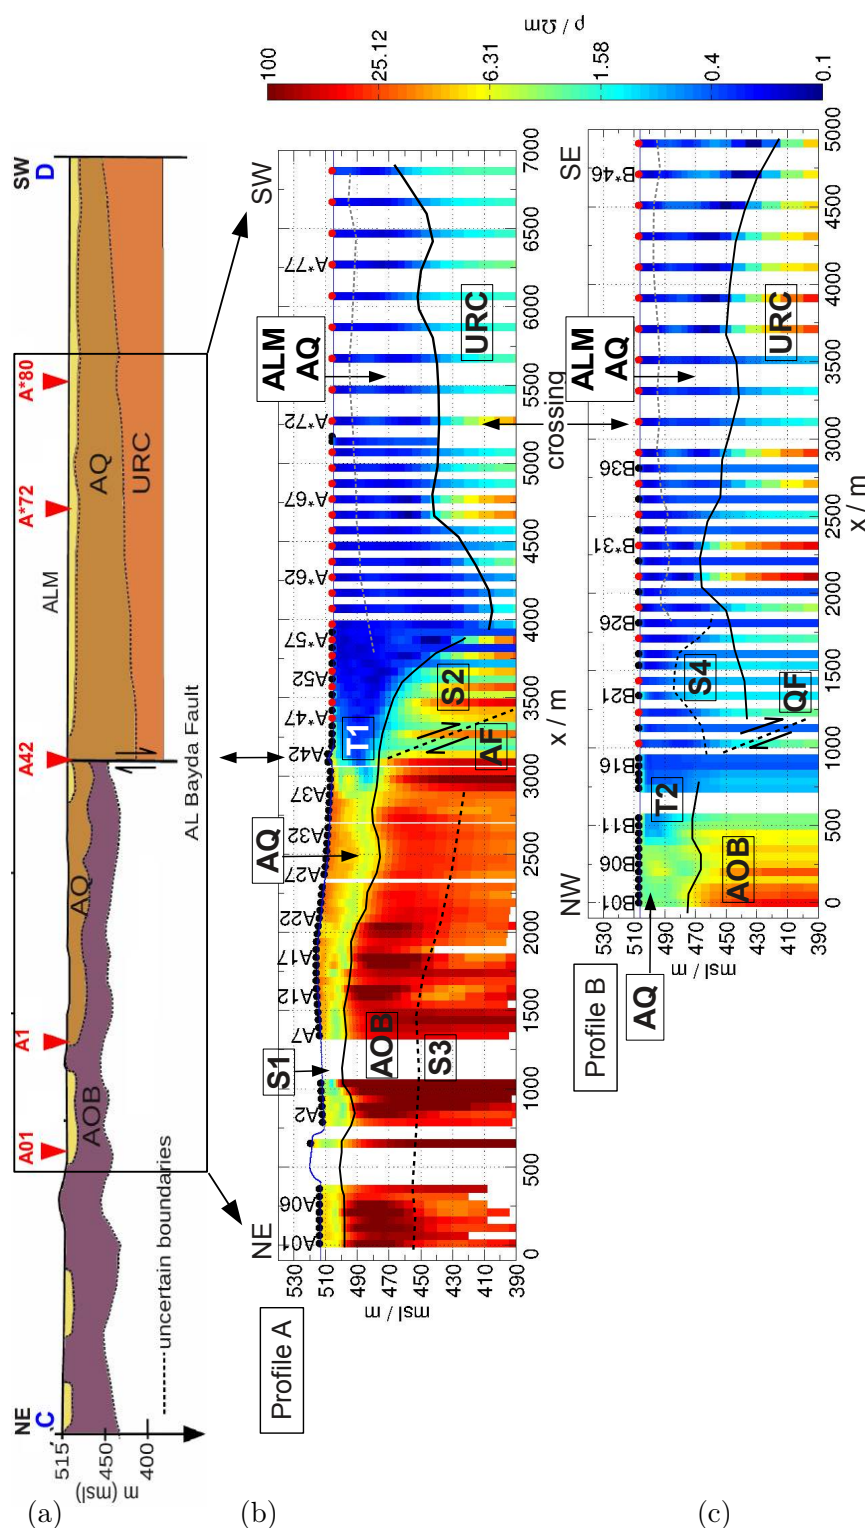 (a)
NE
C
SW
D
515
450
400
m (msl)
A01
A1
A42
A*72
A*80
AOB
AQ
ALM
AQ
URC
AL Bayda Fault
uncertain boundaries
(b)
Profile A
NE
SW
530
510
490
470
450
430
410
390
msl / m
A01
A06
A2
A7
A12
A17
A22
A27
A32
A37
A42
A*47
A52
A*57
A*62
A*67
A*72
A*77
S1
AQ
T1
ALM
AQ
AOB
S3
S2
AF
URC
0
500
1000
1500
2000
2500
3000
3500
4000
4500
5000
5500
6000
6500
7000
x / m
crossing
(c)
Profile B
NW
SE
530
510
490
470
450
430
410
390
msl / m
B01
B06
B11
B16
B21
B26
B*31
B36
B*46
AQ
T2
S4
ALM
AQ
AOB
QF
URC
0
500
1000
1500
2000
2500
3000
3500
4000
4500
5000
x / m
100
25.12
6.31
1.58
0.4
0.1
ρ / Ωm